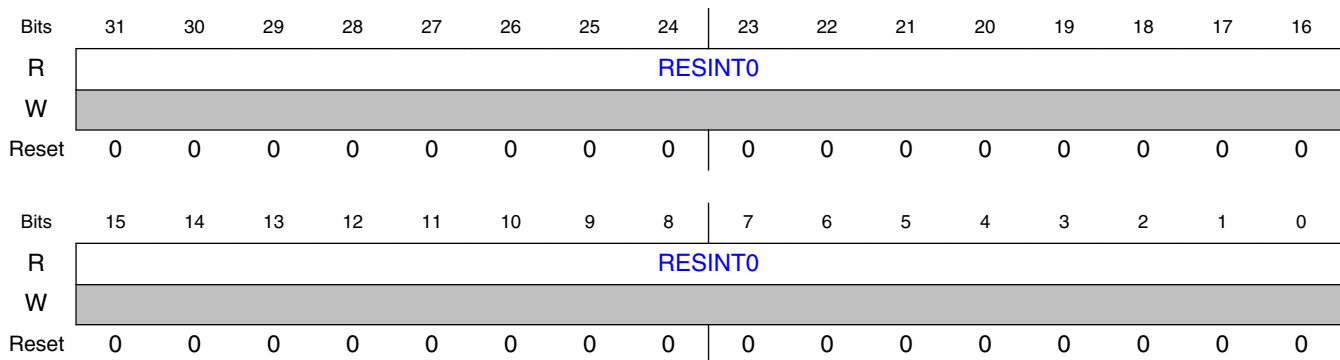 Bits 31 30 29 28 27 26 25 24 23 22 21 20 19 18 17 16
R RESINT0
W
Reset 0 0 0 0 0 0 0 0 0 0 0 0 0 0 0 0
Bits 15 14 13 12 11 10 9 8 7 6 5 4 3 2 1 0
R RESINT0
W
Reset 0 0 0 0 0 0 0 0 0 0 0 0 0 0 0 0